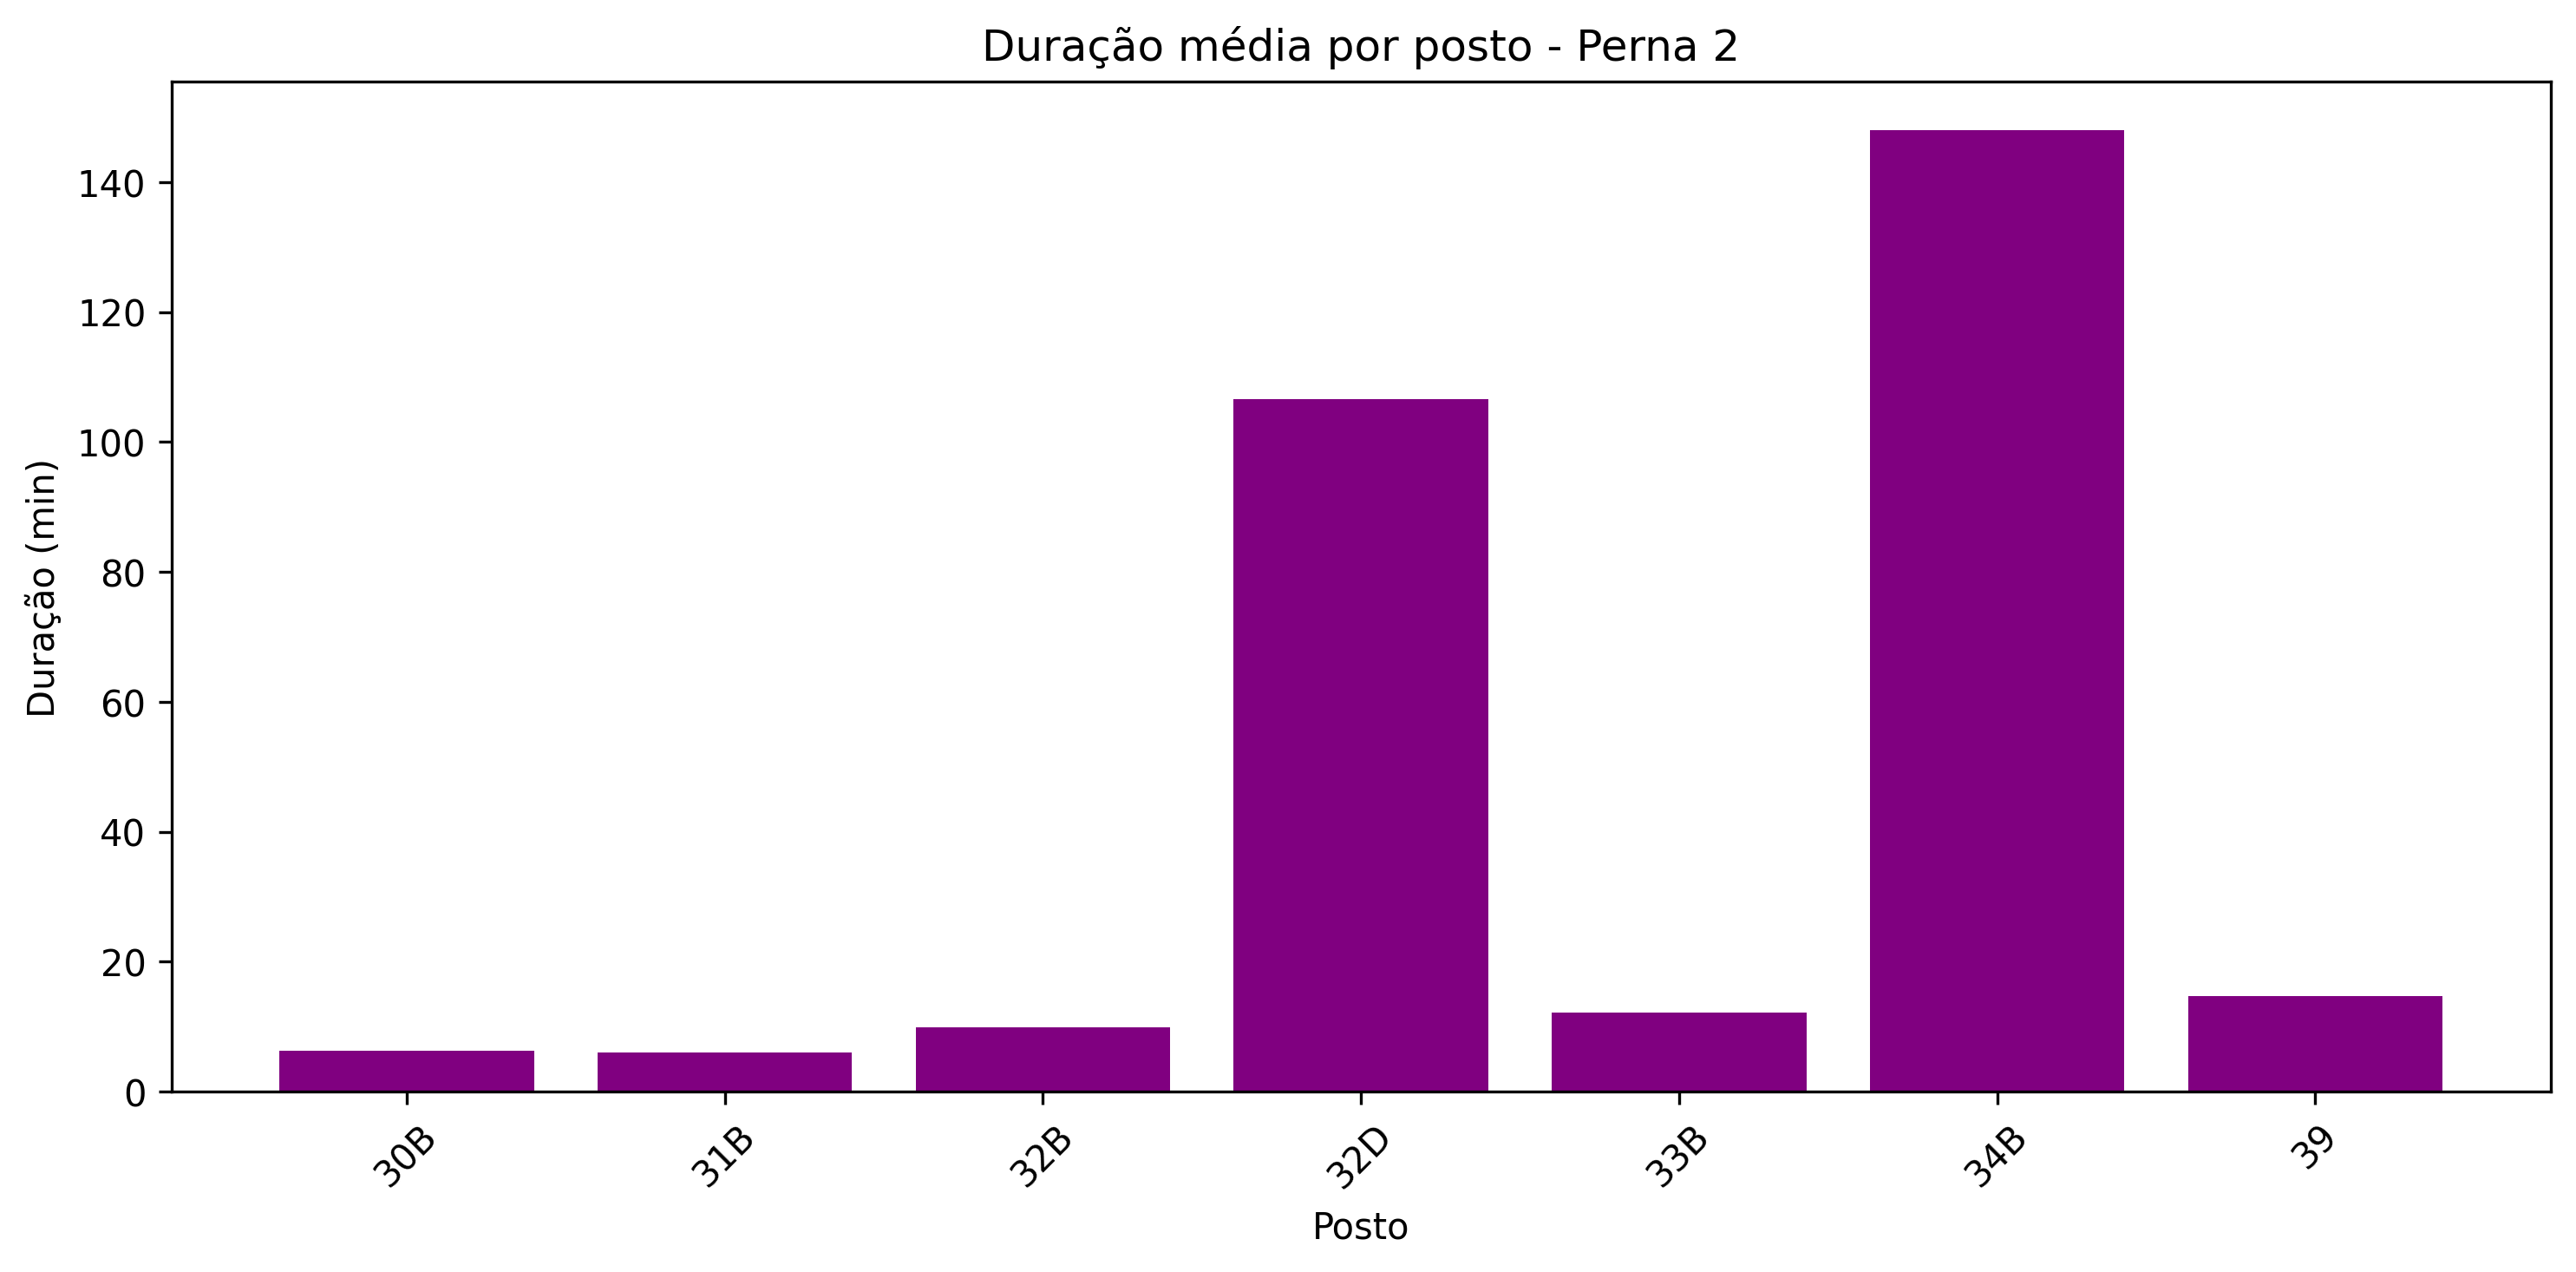 Duração média por posto - Perna 2
Duração (min)
140
120
100
80
60
40
20
0
30B
31B
32B
32D
33B
34B
39
Posto